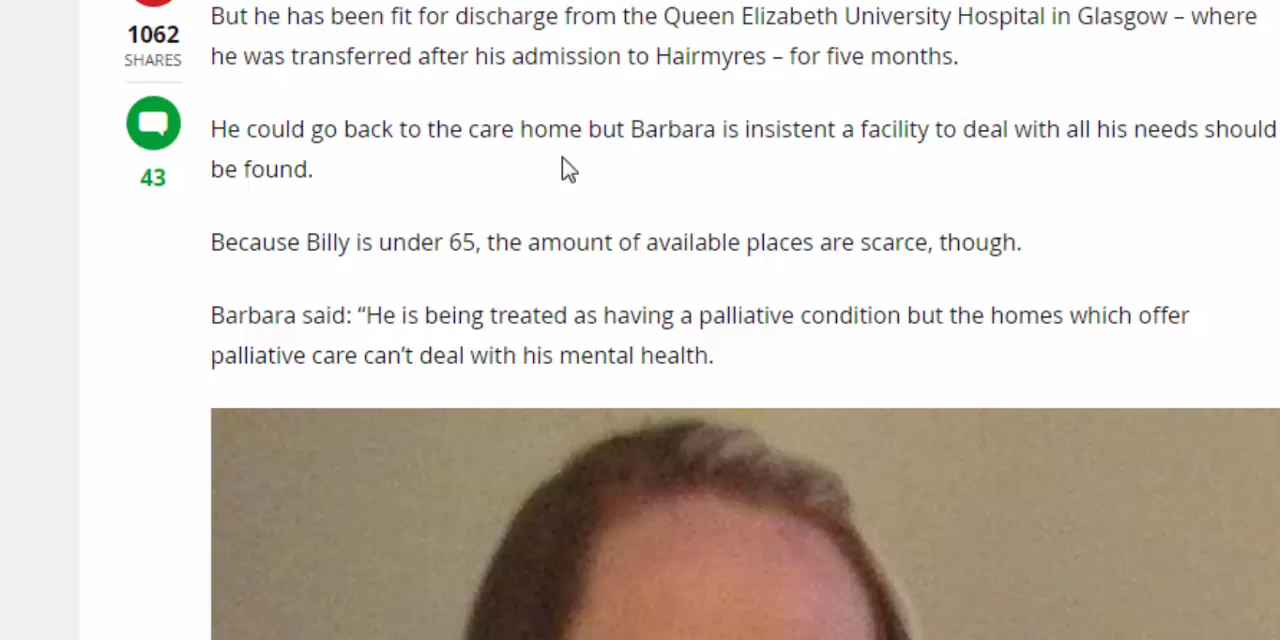 1062
SHARES
43
But he has been fit for discharge from the Queen Elizabeth University Hospital in Glasgow – where
he was transferred after his admission to Hairmyres – for five months.
He could go back to the care home but Barbara is insistent a facility to deal with all his needs should
be found.
Because Billy is under 65, the amount of available places are scarce, though.
Barbara said: “He is being treated as having a palliative condition but the homes which offer
palliative care can’t deal with his mental health.